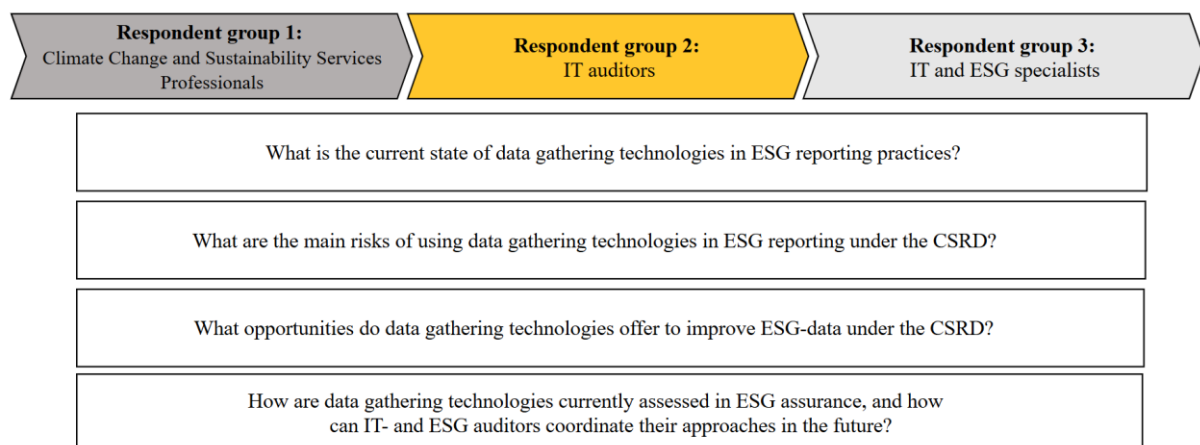 Respondent group 1:
Climate Change and Sustainability Services
Professionals
Respondent group 2:
IT auditors
Respondent group 3:
IT and ESG specialists
What is the current state of data gathering technologies in ESG reporting practices?
What are the main risks of using data gathering technologies in ESG reporting under the CSRD?
What opportunities do data gathering technologies offer to improve ESG-data under the CSRD?
How are data gathering technologies currently assessed in ESG assurance, and how
can IT- and ESG auditors coordinate their approaches in the future?